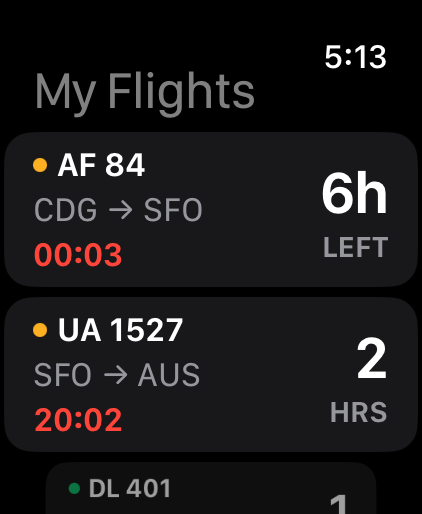 5:13
My Flights
AF 84
CDG → SFO
00:03
6h
LEFT
UA 1527
SFO → AUS
20:02
2
HRS
DL 401
1